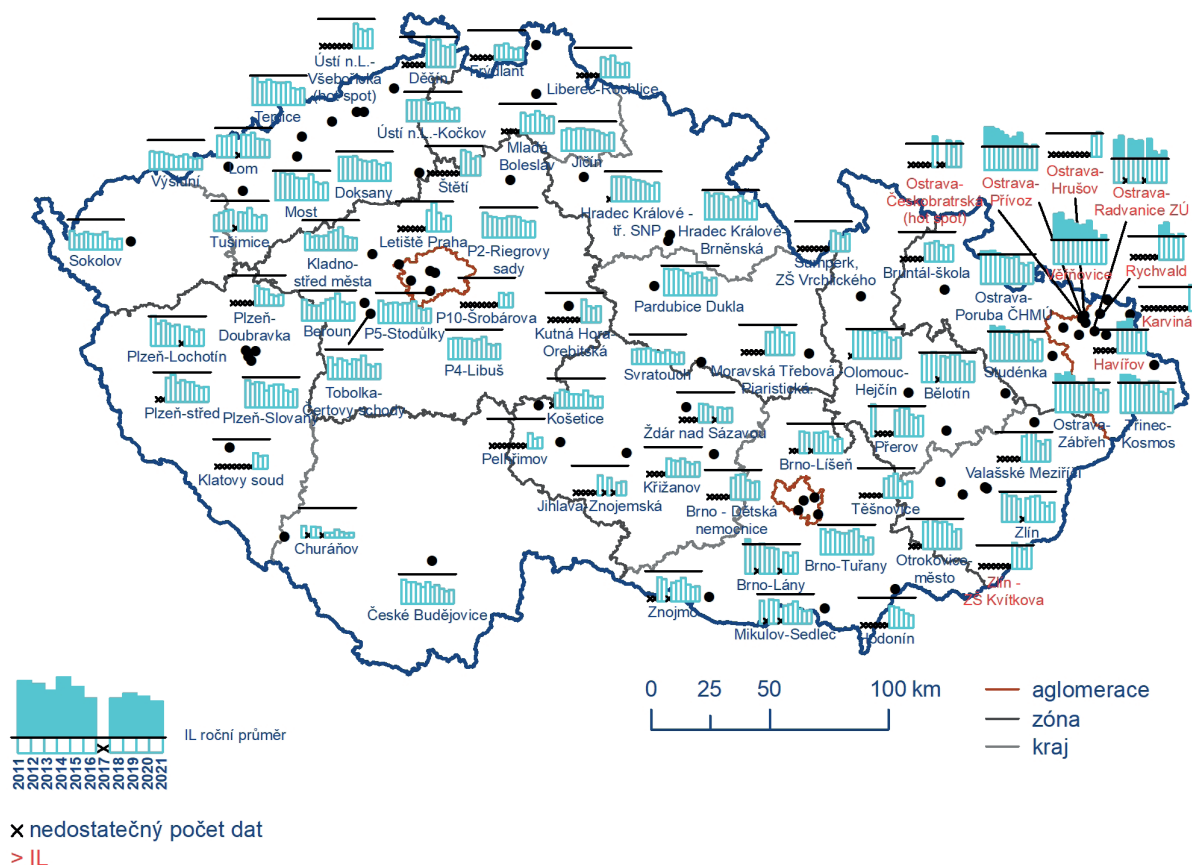 Ústí n.L.-
Všebořická
(hot spot)
Děčín
Frýdlant
Liberec-Rochlice
Teplice
Ústí n.L.-Kočkov
Mladá
Boleslav
Jičín
Výsluní
Lom
Most
Doksany
Štětí
Ostrava-
Českobratrská
(hot spot)
Ostrava-
Přívoz
Ostrava-
Hrušov
Ostrava-
Radvanice ZÚ
Sokolov
Tušimice
Kladno-
střed města
Letiště Praha
P2-Riegrovy
sady
Hradec Králové -
tř. SNP
Hradec Králové-
Brněnská
Šumperk,
ZŠ Vrchlického
Bruntál-škola
Věřňovice
Rychvald
Ostrava-
Poruba ČHMÚ
Karviná
Plzeň-
Doubravka
Beroun
P5-Stodůlky
P10-Šrobárova
Kutná Hora-
Orebitská
Pardubice Dukla
Plzeň-Lochotín
P4-Libuš
Svratouch
Moravská Třebová
Piaristická.
Olomouc-
Hejčín
Bělotín
Studénka
Havířov
Plzeň-střed
Plzeň-Slovany
Tobolka-
Čertovy schody
Košetice
Žďár nad Sázavou
Přerov
Ostrava-
Zábřeh
Třinec-
Kosmos
Klatovy soud
Pelhřimov
Křižanov
Brno-Líšeň
Valašské Meziříčí
Jihlava-Znojemská
Brno - Dětská
nemocnice
Těšnovice
Zlín
Churáňov
Brno-Tuřany
Otrokovice-
město
Brno-Lány
Zlín -
ZŠ Kvítkova
České Budějovice
Znojmo
Mikulov-Sedlec
Hodonín
0 25 50 100 km
aglomerace
zóna
kraj
IL roční průměr
2011 2012 2013 2014 2015 2016 2017 2018 2019 2020 2021
nedostatečný počet dat
> IL